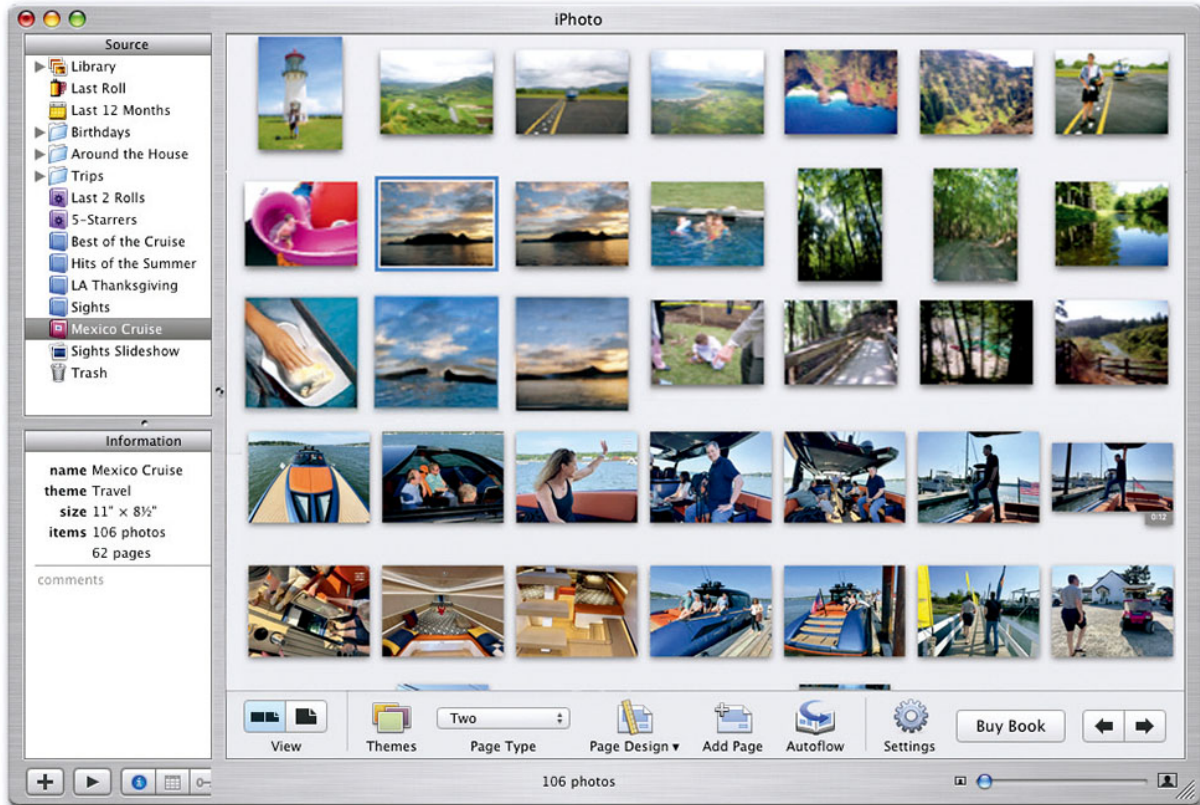 iPhoto
Source
Library
Last Roll
Last 12 Months
Birthdays
Around the House
Trips
Last 2 Rolls
5-Starrers
Best of the Cruise
Hits of the Summer
LA Thanksgiving
Sights
Mexico Cruise
Sights Slideshow
Trash
Information
name Mexico Cruise
theme Travel
size 11" × 8½"
items 106 photos
62 pages
comments
0/12
View
Themes
Two
Page Type
Page Design ▾
Add Page
Autoflow
Settings
Buy Book
106 photos